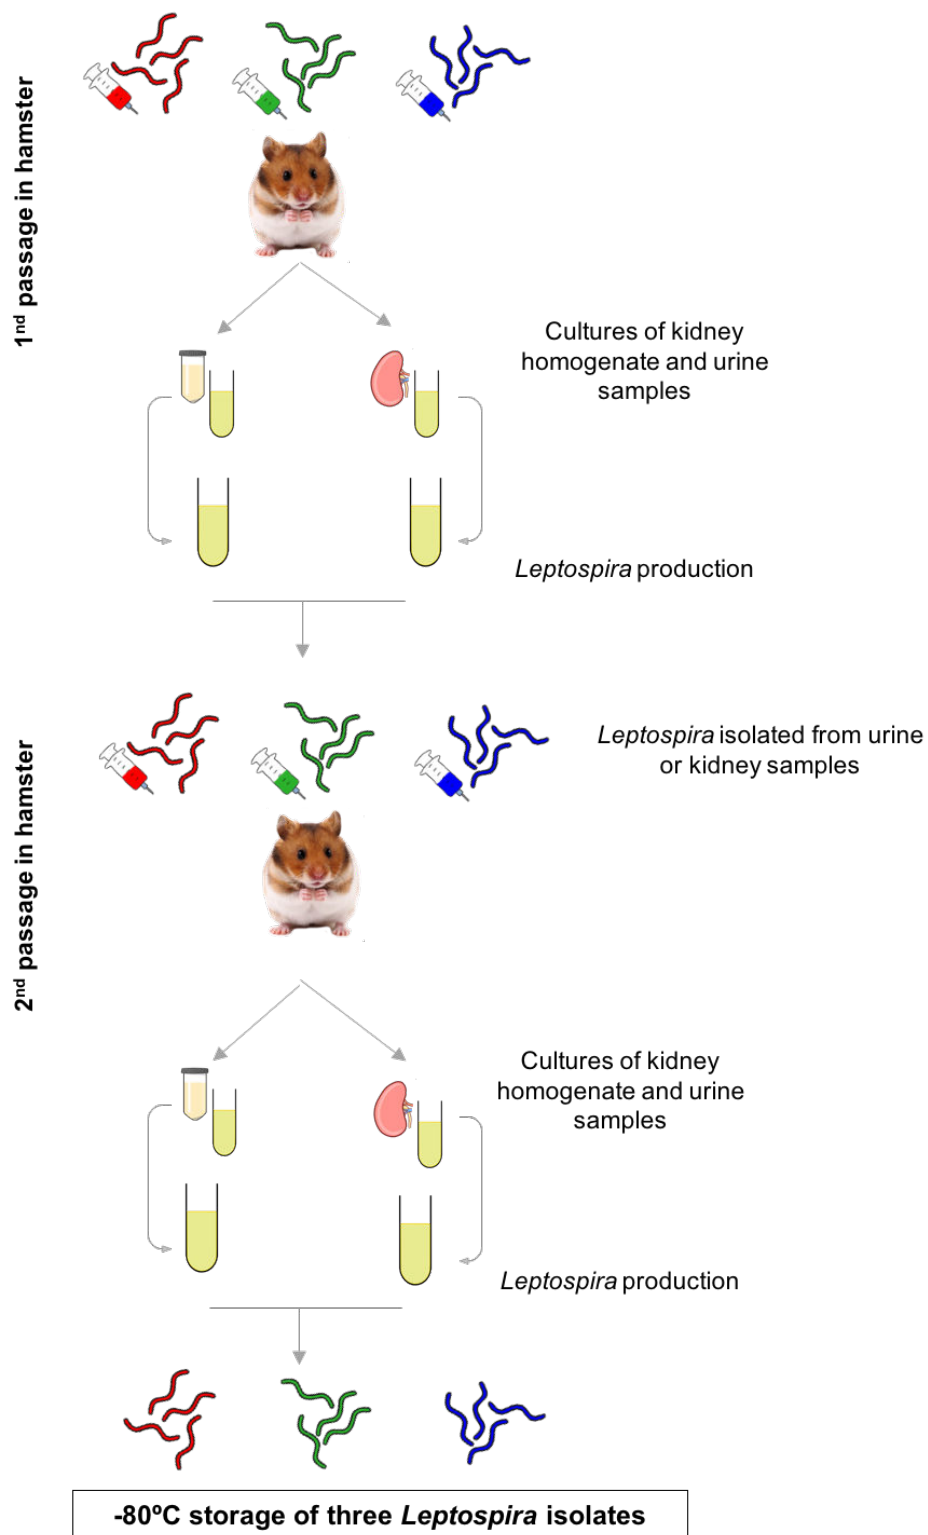 1nd passage in hamster
Cultures of kidney
homogenate and urine
samples
Leptospira production
2nd passage in hamster
Leptospira isolated from urine
or kidney samples
Cultures of kidney
homogenate and urine
samples
Leptospira production
-80ºC storage of three Leptospira isolates